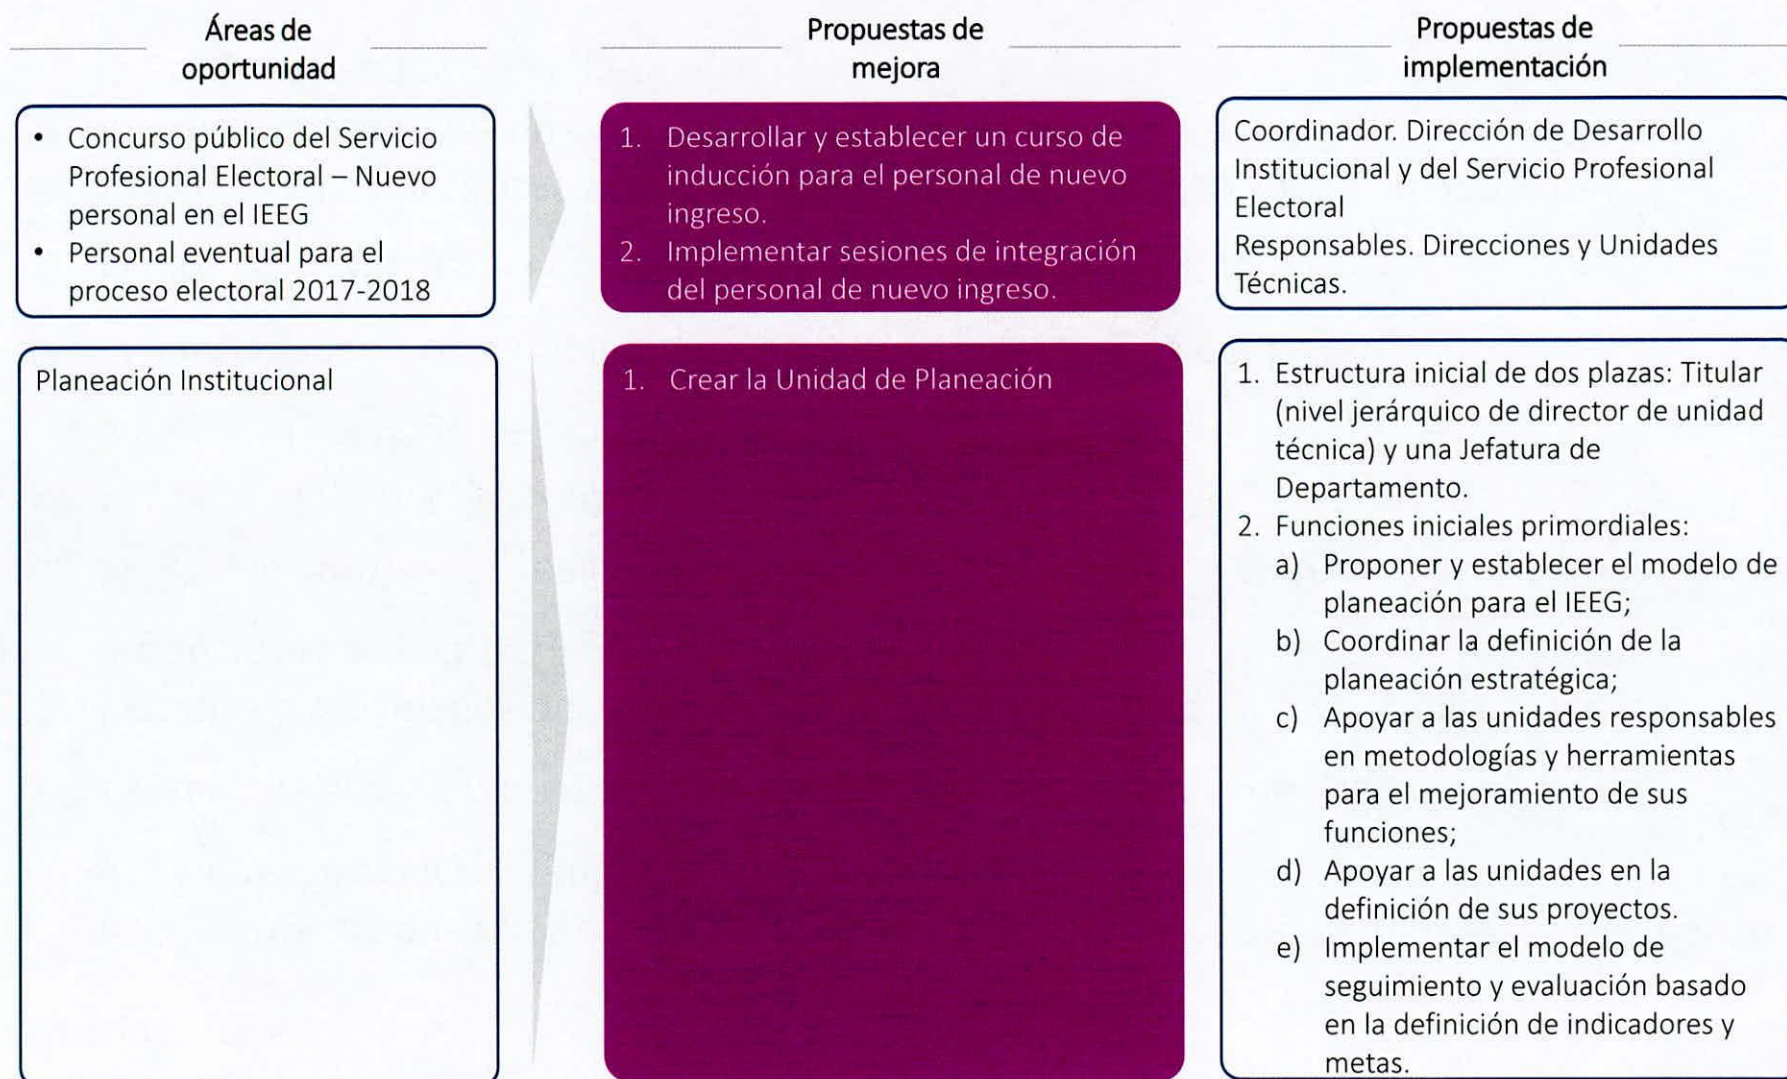 Áreas de
oportunidad
Propuestas de
mejora
Propuestas de
implementación
• Concurso público del Servicio
Profesional Electoral – Nuevo
personal en el IEEG
• Personal eventual para el
proceso electoral 2017-2018
1. Desarrollar y establecer un curso de
inducción para el personal de nuevo
ingreso.
2. Implementar sesiones de integración
del personal de nuevo ingreso.
Coordinador. Dirección de Desarrollo
Institucional y del Servicio Profesional
Electoral
Responsables. Direcciones y Unidades
Técnicas.
Planeación Institucional
1. Crear la Unidad de Planeación
1. Estructura inicial de dos plazas: Titular
(nivel jerárquico de director de unidad
técnica) y una Jefatura de
Departamento.
2. Funciones iniciales primordiales:
a) Proponer y establecer el modelo de
planeación para el IEEG;
b) Coordinar la definición de la
planeación estratégica;
c) Apoyar a las unidades responsables
en metodologías y herramientas
para el mejoramiento de sus
funciones;
d) Apoyar a las unidades en la
definición de sus proyectos.
e) Implementar el modelo de
seguimiento y evaluación basado
en la definición de indicadores y
metas.